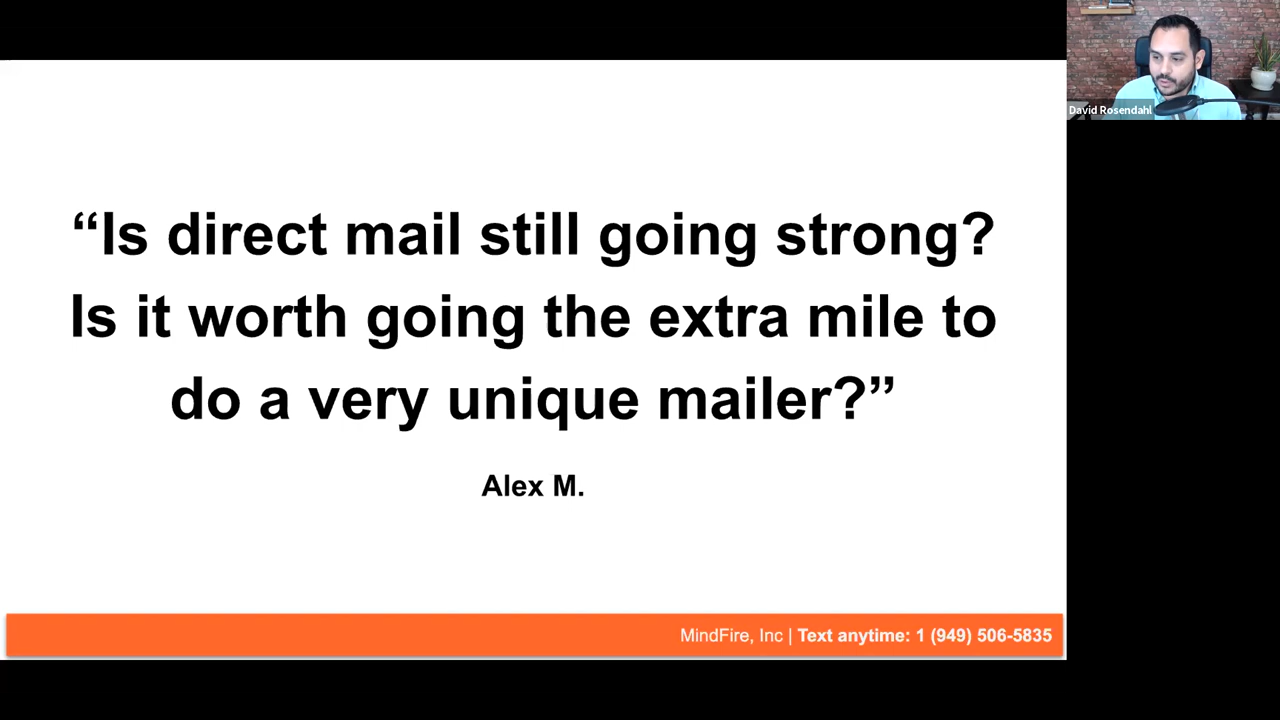 David Rosendahl
“Is direct mail still going strong?
Is it worth going the extra mile to
do a very unique mailer?”
Alex M.
MindFire, Inc | Text anytime: 1 (949) 506-5835